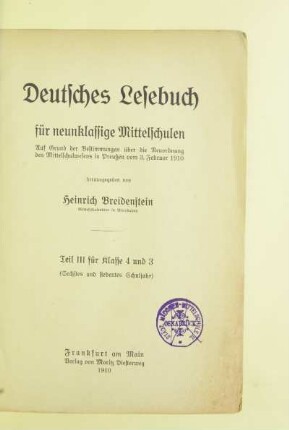 Deutsches Lesebuch
für neunklassige Mittelschulen
Auf Grund der Bestimmungen über die Neuordnung
des Mittelschulwesens in Preußen vom 3. Februar 1910
herausgegeben von
Heinrich Breidenstein
Teil III für Klasse 4 und 3
(Sechstes und siebentes Schuljahr)
Frankfurt am Main
Verlag von Moritz Diesterweg
1910
OSNABRÜCK